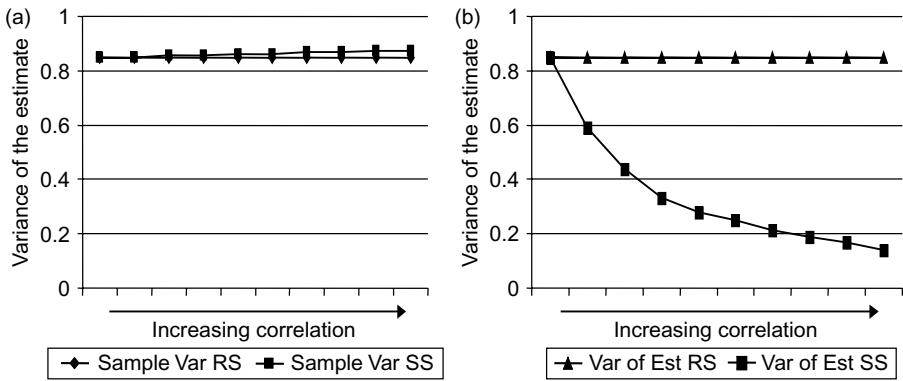 (a)
1
0.8
0.6
0.4
0.2
0
Variance of the estimate
Increasing correlation
Sample Var RS Sample Var SS
(b)
1
0.8
0.6
0.4
0.2
0
Variance of the estimate
Increasing correlation
Var of Est RS Var of Est SS